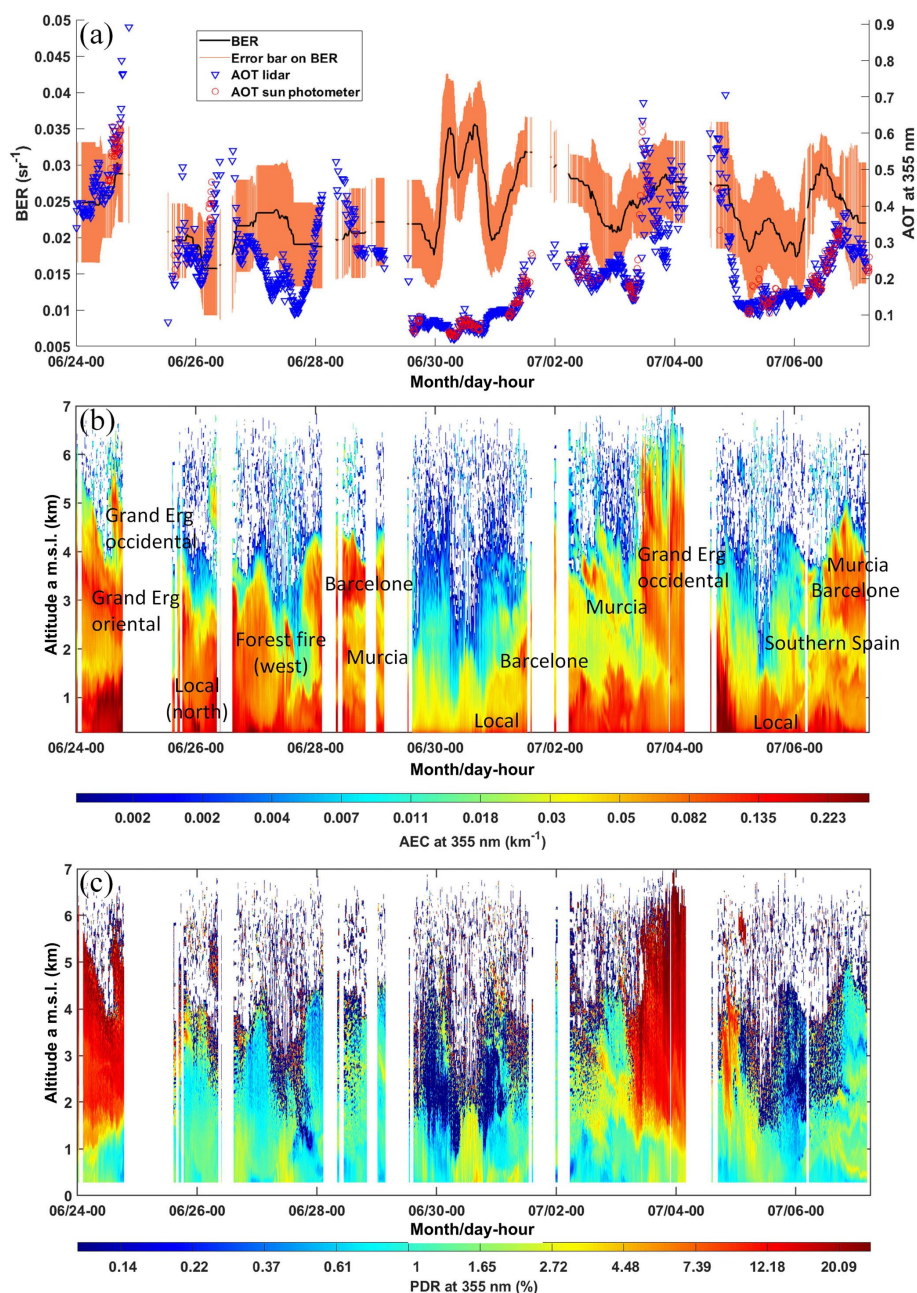 (a)
BER
Error bar on BER
AOT lidar
AOT sun photometer
0.05
0.045
0.04
0.035
0.03
0.025
0.02
0.015
0.01
0.005
BER (sr-1)
0.9
0.8
0.7
0.6
0.5
0.4
0.3
0.2
0.1
AOT at 355 nm
06/24-00 06/26-00 06/28-00 06/30-00 07/02-00 07/04-00 07/06-00
Month/day-hour
(b)
7
6
5
4
3
2
1
Altitude a m.s.l. (km)
Grand Erg
occidental
Grand Erg
oriental
Local
(north)
Forest fire
(west)
Barcelone
Murcia
Barcelone
Local
Murcia
Grand Erg
occidental
Murcia
Barcelone
Southern Spain
Local
06/24-00 06/26-00 06/28-00 06/30-00 07/02-00 07/04-00 07/06-00
Month/day-hour
0.002 0.002 0.004 0.007 0.011 0.018 0.03 0.05 0.082 0.135 0.223
AEC at 355 nm (km-1)
(c)
7
6
5
4
3
2
1
0
Altitude a m.s.l. (km)
06/24-00 06/26-00 06/28-00 06/30-00 07/02-00 07/04-00 07/06-00
Month/day-hour
0.14 0.22 0.37 0.61 1 1.65 2.72 4.48 7.39 12.18 20.09
PDR at 355 nm (%)